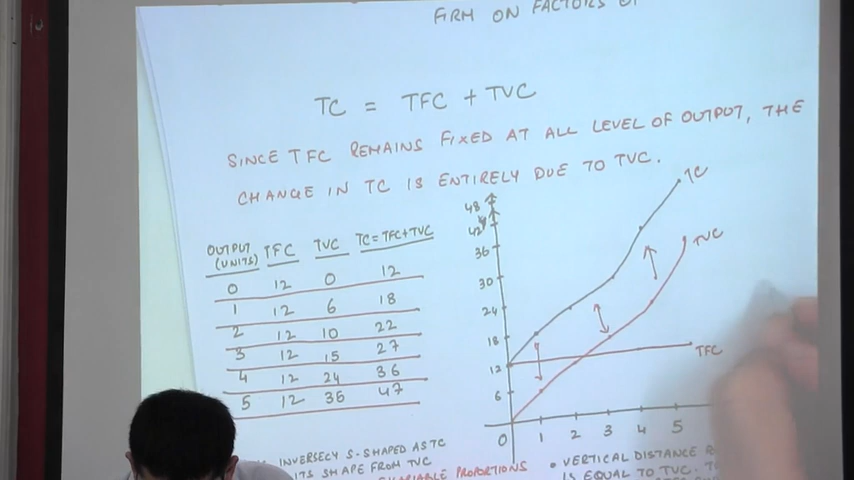 FIRM ON FACTORS OF
TC = TFC + TVC
SINCE TFC REMAINS FIXED AT ALL LEVEL OF OUTPUT, THE
CHANGE IN TC IS ENTIRELY DUE TO TVC.
OUTPUT (UNITS) TFC TVC TC=TFC+TVC
0 12 0 12
1 12 6 18
2 12 10 22
3 12 15 27
4 12 24 36
5 12 35 47
48
42
36
30
24
18
12
6
0 1 2 3 4 5
TC
TVC
TFC
INVERSELY S-SHAPED AS TC
ITS SHAPE FROM TVC
VARIABLE PROPORTIONS
• VERTICAL DISTANCE
IS EQUAL TO TVC.